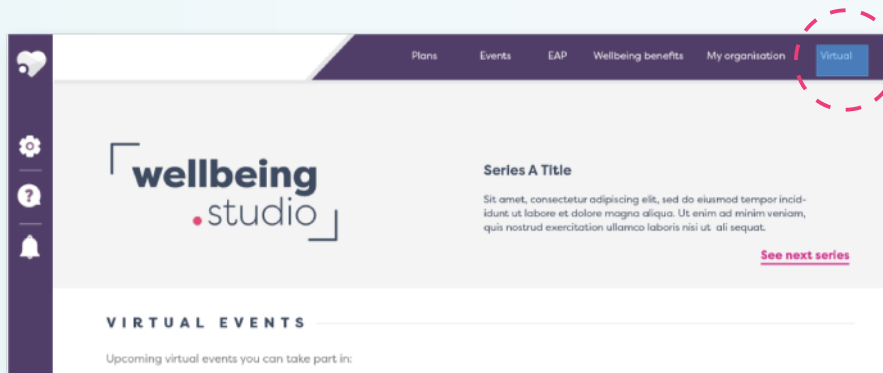 Plans Events EAP Wellbeing benefits My organisation Virtual
wellbeing
.studio
Series A Title
Sit amet, consectetur adipiscing elit, sed do eiusmod tempor incid-
idunt ut labore et dolore magna aliqua. Ut enim ad minim veniam,
quis nostrud exercitation ullamco laboris nisi ut ali sequat.
See next series
VIRTUAL EVENTS
Upcoming virtual events you can take part in: